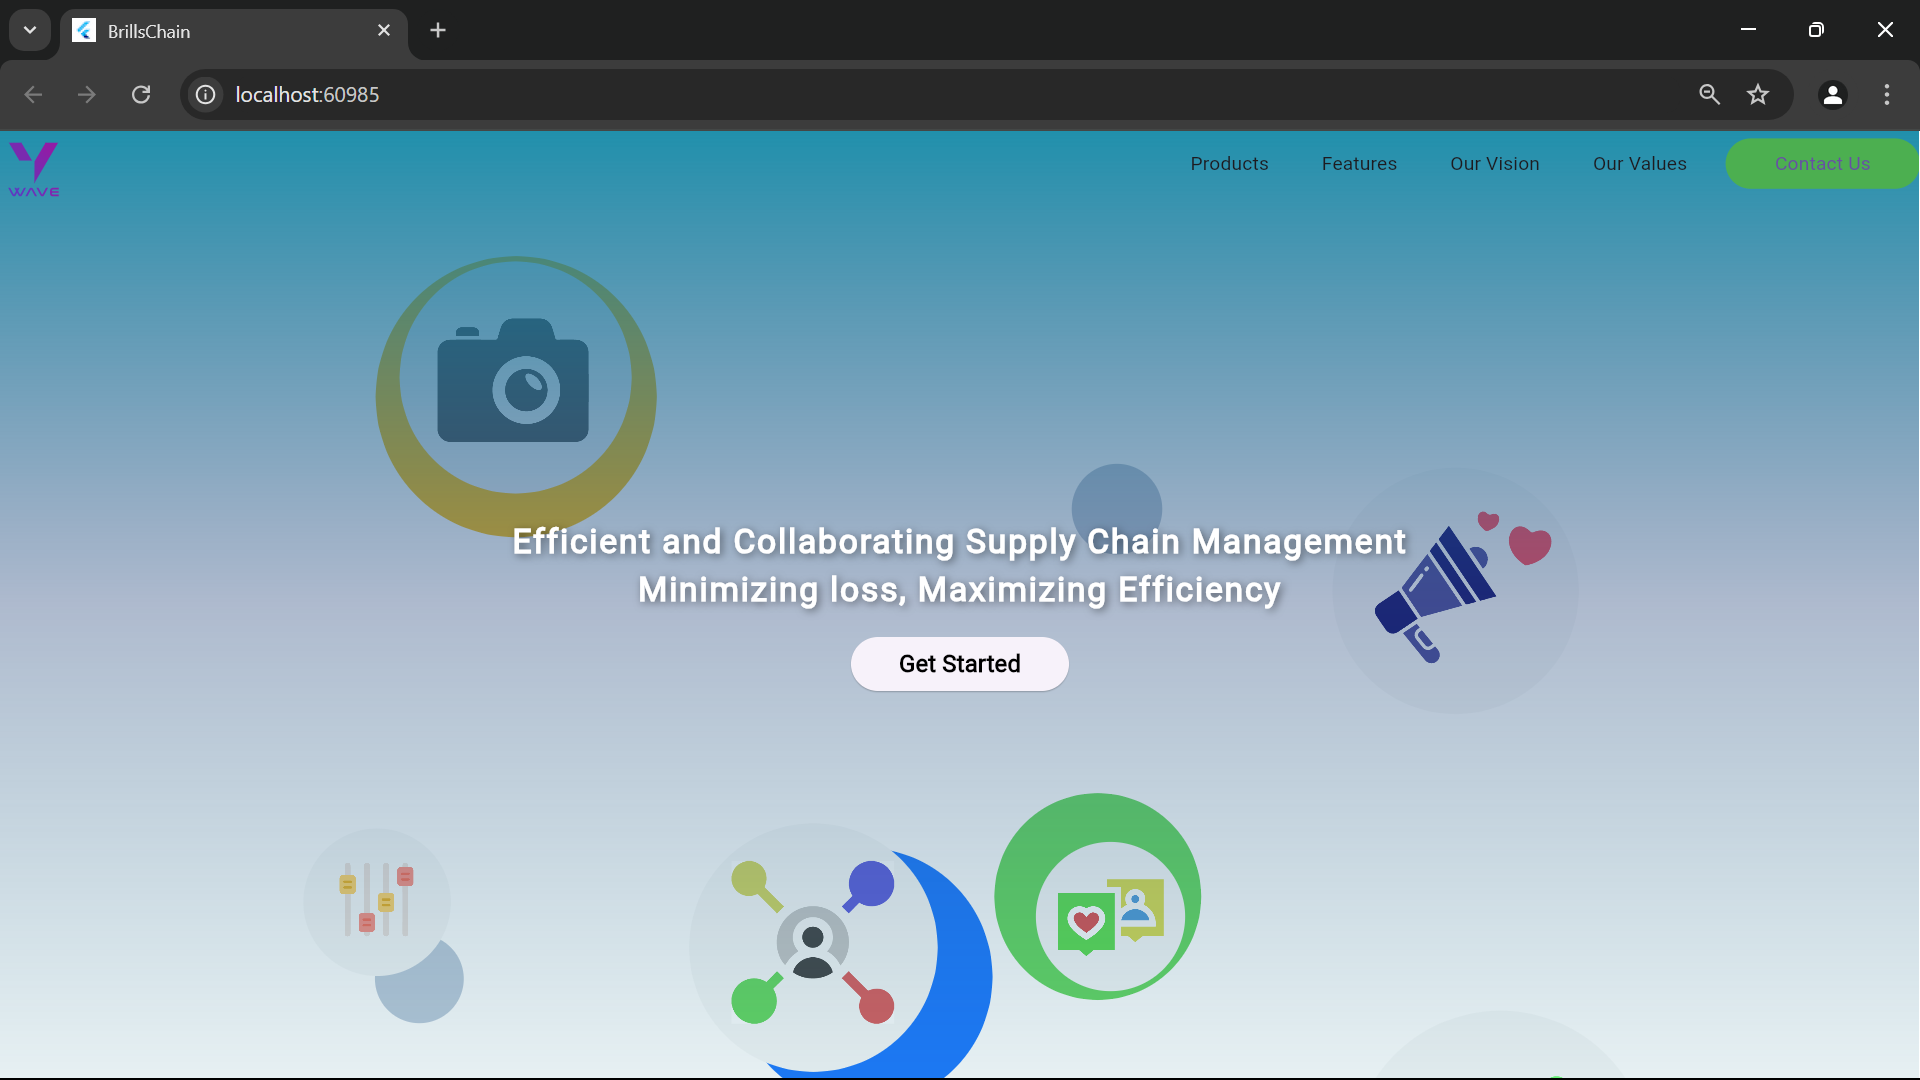 BrillsChain
localhost:60985
WAVE
Products Features Our Vision Our Values Contact Us
Efficient and Collaborating Supply Chain Management
Minimizing loss, Maximizing Efficiency
Get Started